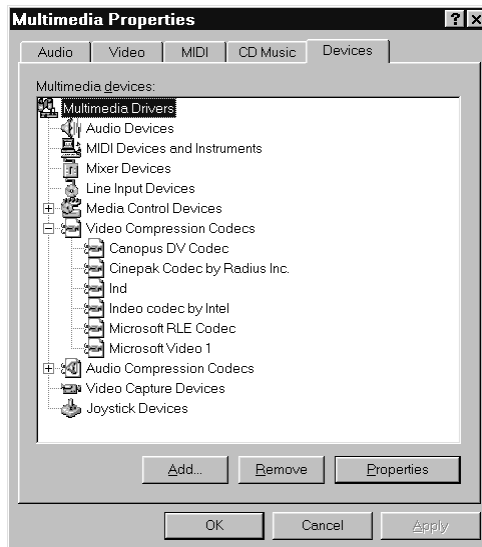 Multimedia Properties
Audio Video MIDI CD Music Devices
Multimedia devices:
Multimedia Drivers
Audio Devices
MIDI Devices and Instruments
Mixer Devices
Line Input Devices
Media Control Devices
Video Compression Codecs
Canopus DV Codec
Cinepak Codec by Radius Inc.
Ind
Indeo codec by Intel
Microsoft RLE Codec
Microsoft Video 1
Audio Compression Codecs
Video Capture Devices
Joystick Devices
Add... Remove Properties
OK Cancel Apply